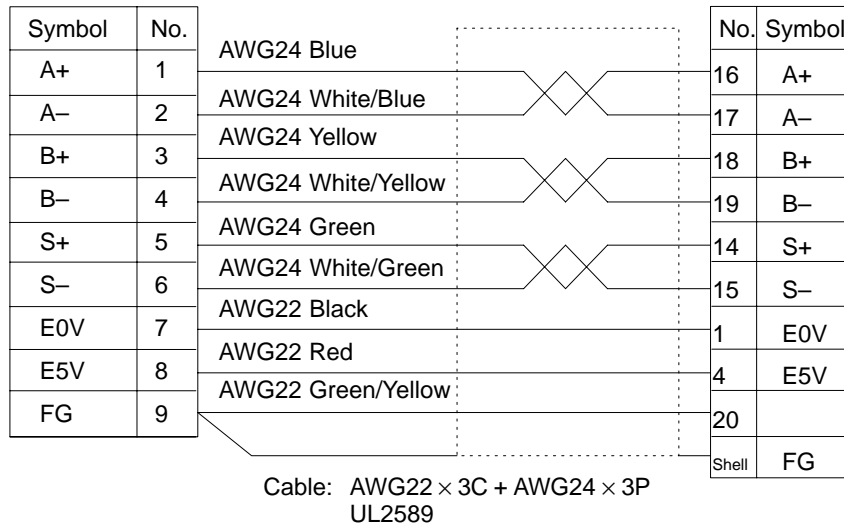 Symbol No. No. Symbol
AWG24 Blue
A+ 1 16 A+
AWG24 White/Blue
A– 2 17 A–
AWG24 Yellow
B+ 3 18 B+
AWG24 White/Yellow
B– 4 19 B–
AWG24 Green
S+ 5 14 S+
AWG24 White/Green
S– 6 15 S–
AWG22 Black
E0V 7 1 E0V
AWG22 Red
E5V 8 4 E5V
AWG22 Green/Yellow
FG 9 20
Shell FG
Cable: AWG22 × 3C + AWG24 × 3P
UL2589